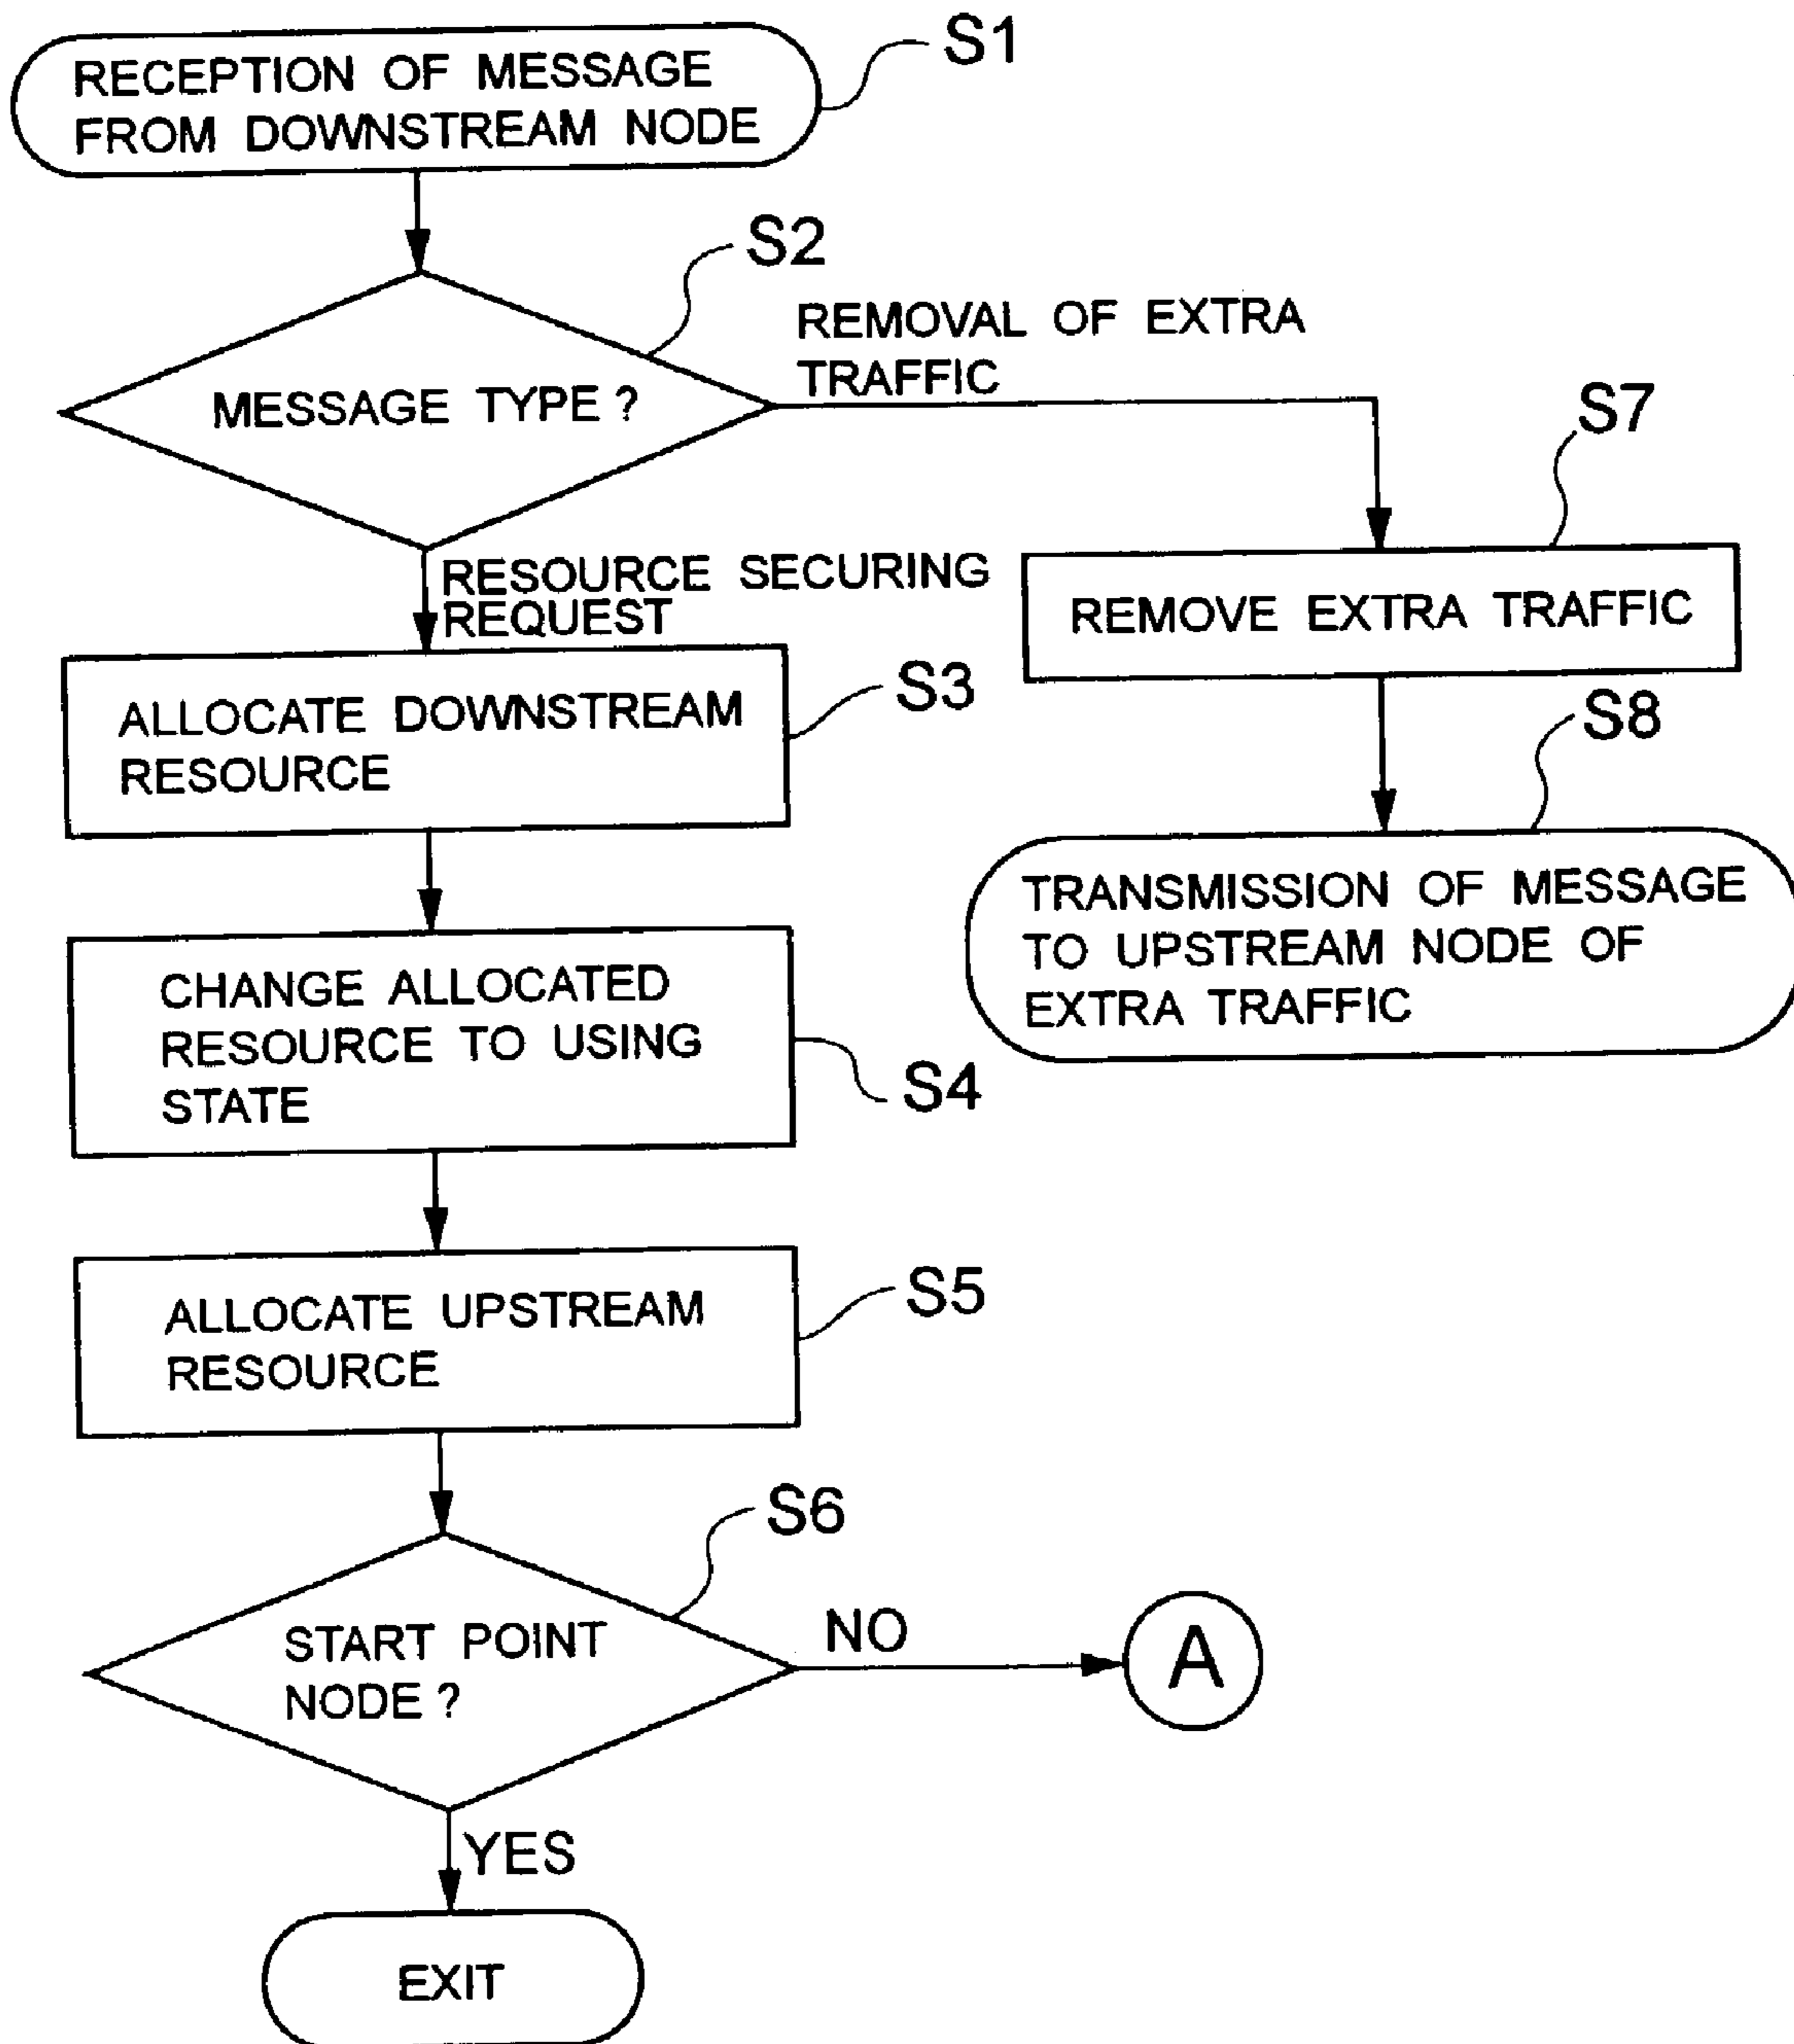 RECEPTION OF MESSAGE
FROM DOWNSTREAM NODE
S1
S2
MESSAGE TYPE ?
REMOVAL OF EXTRA
TRAFFIC
S7
REMOVE EXTRA TRAFFIC
S8
TRANSMISSION OF MESSAGE
TO UPSTREAM NODE OF
EXTRA TRAFFIC
RESOURCE SECURING
REQUEST
ALLOCATE DOWNSTREAM
RESOURCE
S3
CHANGE ALLOCATED
RESOURCE TO USING
STATE
S4
ALLOCATE UPSTREAM
RESOURCE
S5
S6
START POINT
NODE ?
NO
A
YES
EXIT